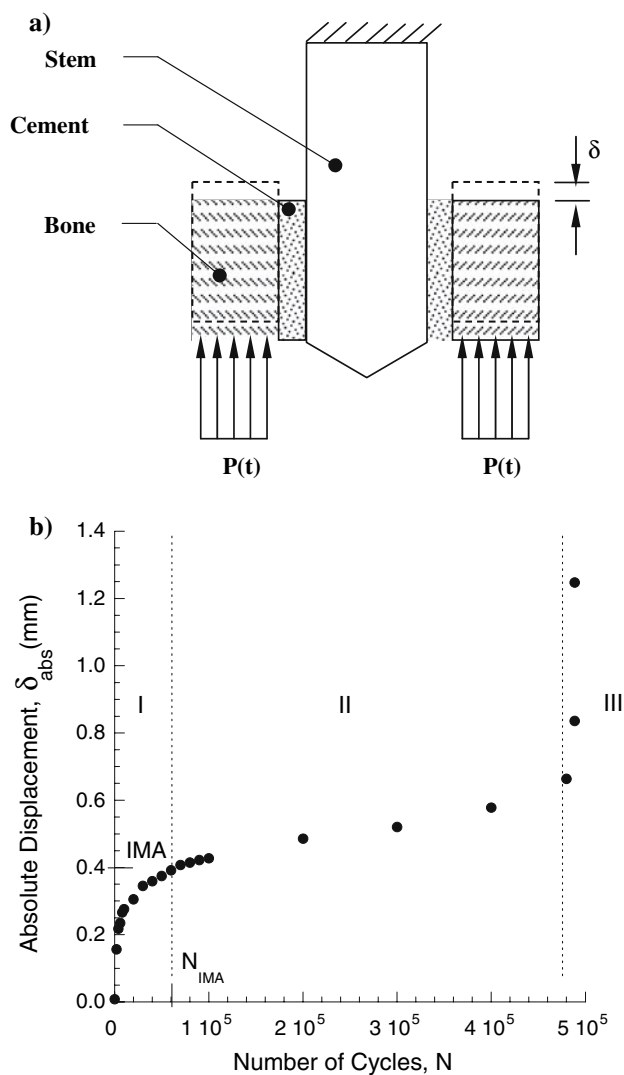 a)
Stem
Cement
δ
Bone
P(t)
P(t)
b)
1.4
1.2
1.0
0.8
0.6
0.4
0.2
0.0
Absolute Displacement, δabs(mm)
I
II
III
IMA
NIMA
0
1 10^5
2 10^5
3 10^5
4 10^5
5 10^5
Number of Cycles, N